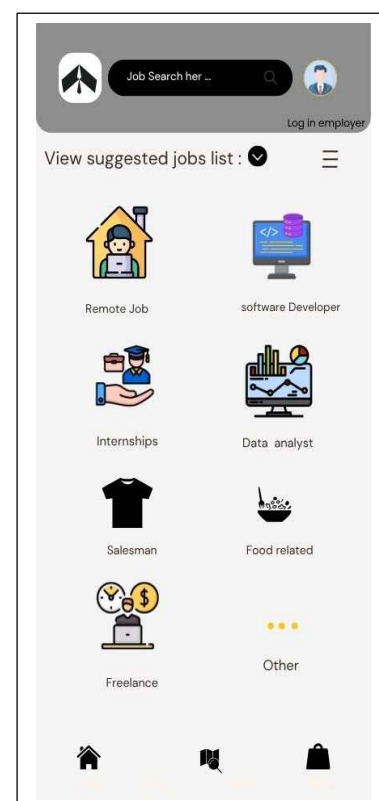 Job Search her ...
Log in employer
View suggested jobs list :
Remote Job
software Developer
Internships
Data analyst
Salesman
Food related
Freelance
Other